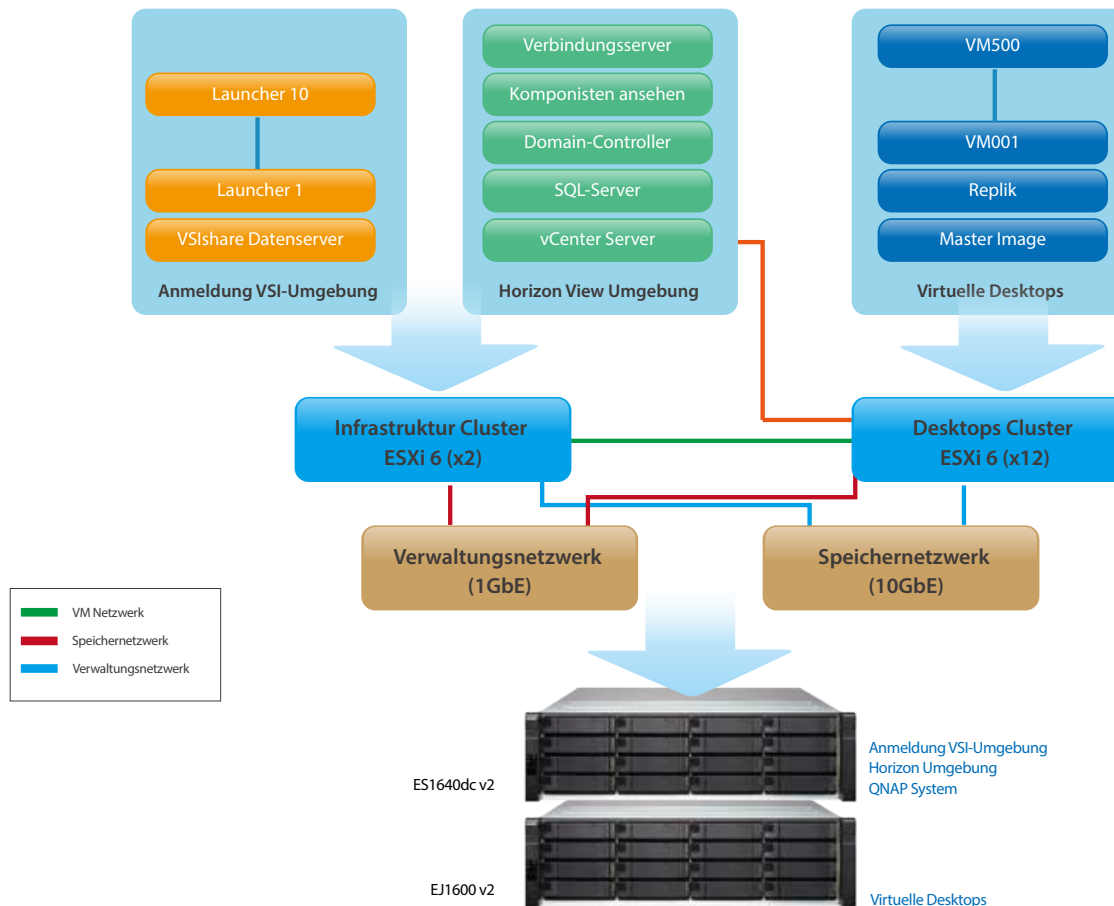 Launcher 10
Launcher 1
VSIshare Datenserver
Anmeldung VSI-Umgebung
Verbindungsserver
Komponisten ansehen
Domain-Controller
SQL-Server
vCenter Server
Horizon View Umgebung
VM500
VM001
Replik
Master Image
Virtuelle Desktops
Infrastruktur Cluster
ESXi 6 (x2)
Desktops Cluster
ESXi 6 (x12)
Verwaltungsnetzwerk
(1GbE)
Speichernetzwerk
(10GbE)
VM Netzwerk
Speichernetzwerk
Verwaltungsnetzwerk
ES1640dc v2
Anmeldung VSI-Umgebung
Horizon Umgebung
QNAP System
EJ1600 v2
Virtuelle Desktops